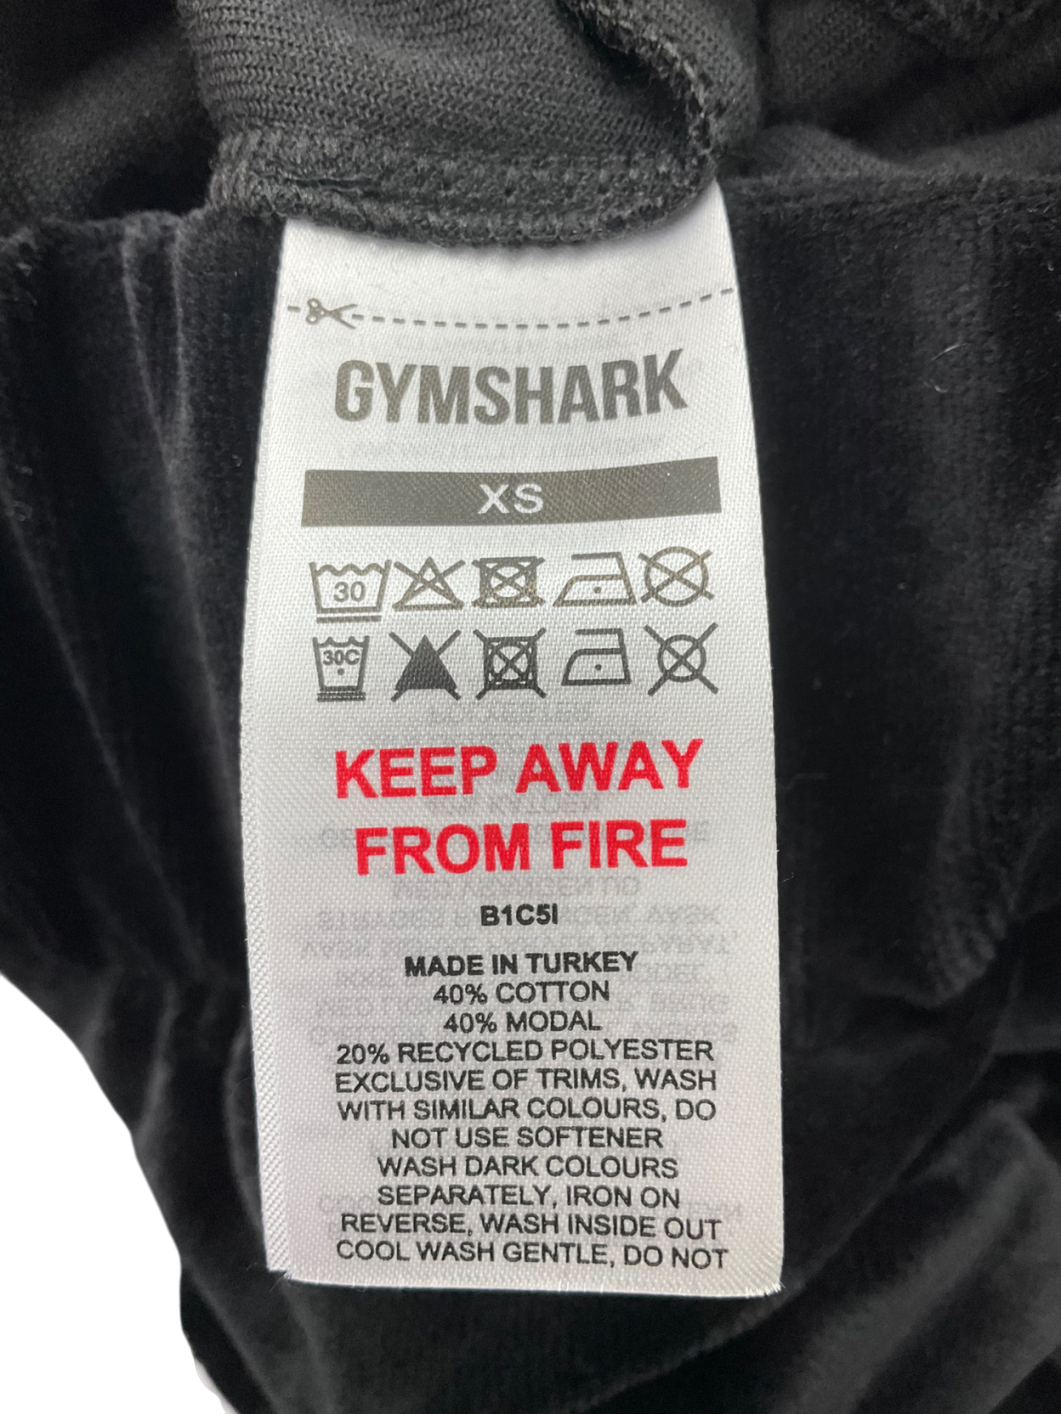 GYMSHARK
XS
30
30C
KEEP AWAY
FROM FIRE
B1C5I
MADE IN TURKEY
40% COTTON
40% MODAL
20% RECYCLED POLYESTER
EXCLUSIVE OF TRIMS, WASH
WITH SIMILAR COLOURS, DO
NOT USE SOFTENER
WASH DARK COLOURS
SEPARATELY, IRON ON
REVERSE, WASH INSIDE OUT
COOL WASH GENTLE, DO NOT